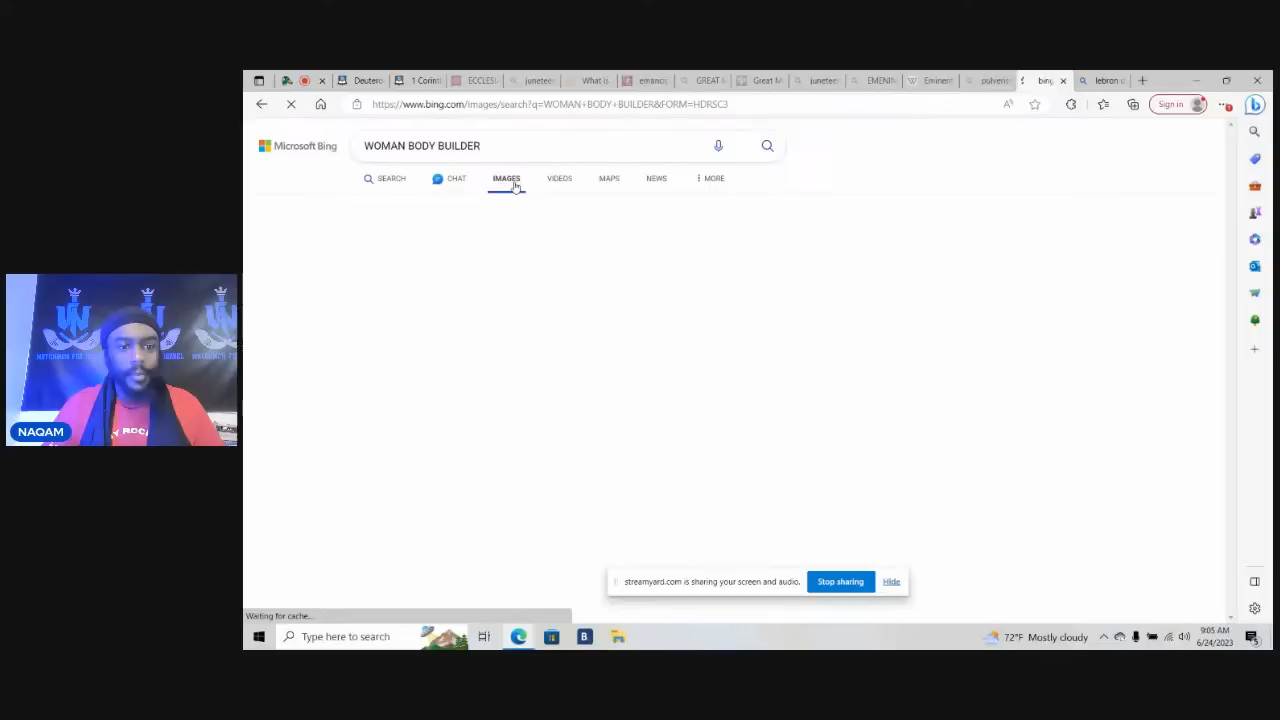 Deutero
1 Corint
ECCLESI
juneteen
What is
emanci
GREAT
Great M
juneteen
EMENIN
Eminent
pulveris
bing
lebron
https://www.bing.com/images/search?q=WOMAN+BODY+BUILDER&FORM=HDRSC3
Sign in
Microsoft Bing
WOMAN BODY BUILDER
SEARCH
CHAT
IMAGES
VIDEOS
MAPS
NEWS
MORE
NAQAM
streamyard.com is sharing your screen and audio.
Stop sharing
Hide
Waiting for cache...
Type here to search
B
72°F Mostly cloudy
9:05 AM
6/24/2023